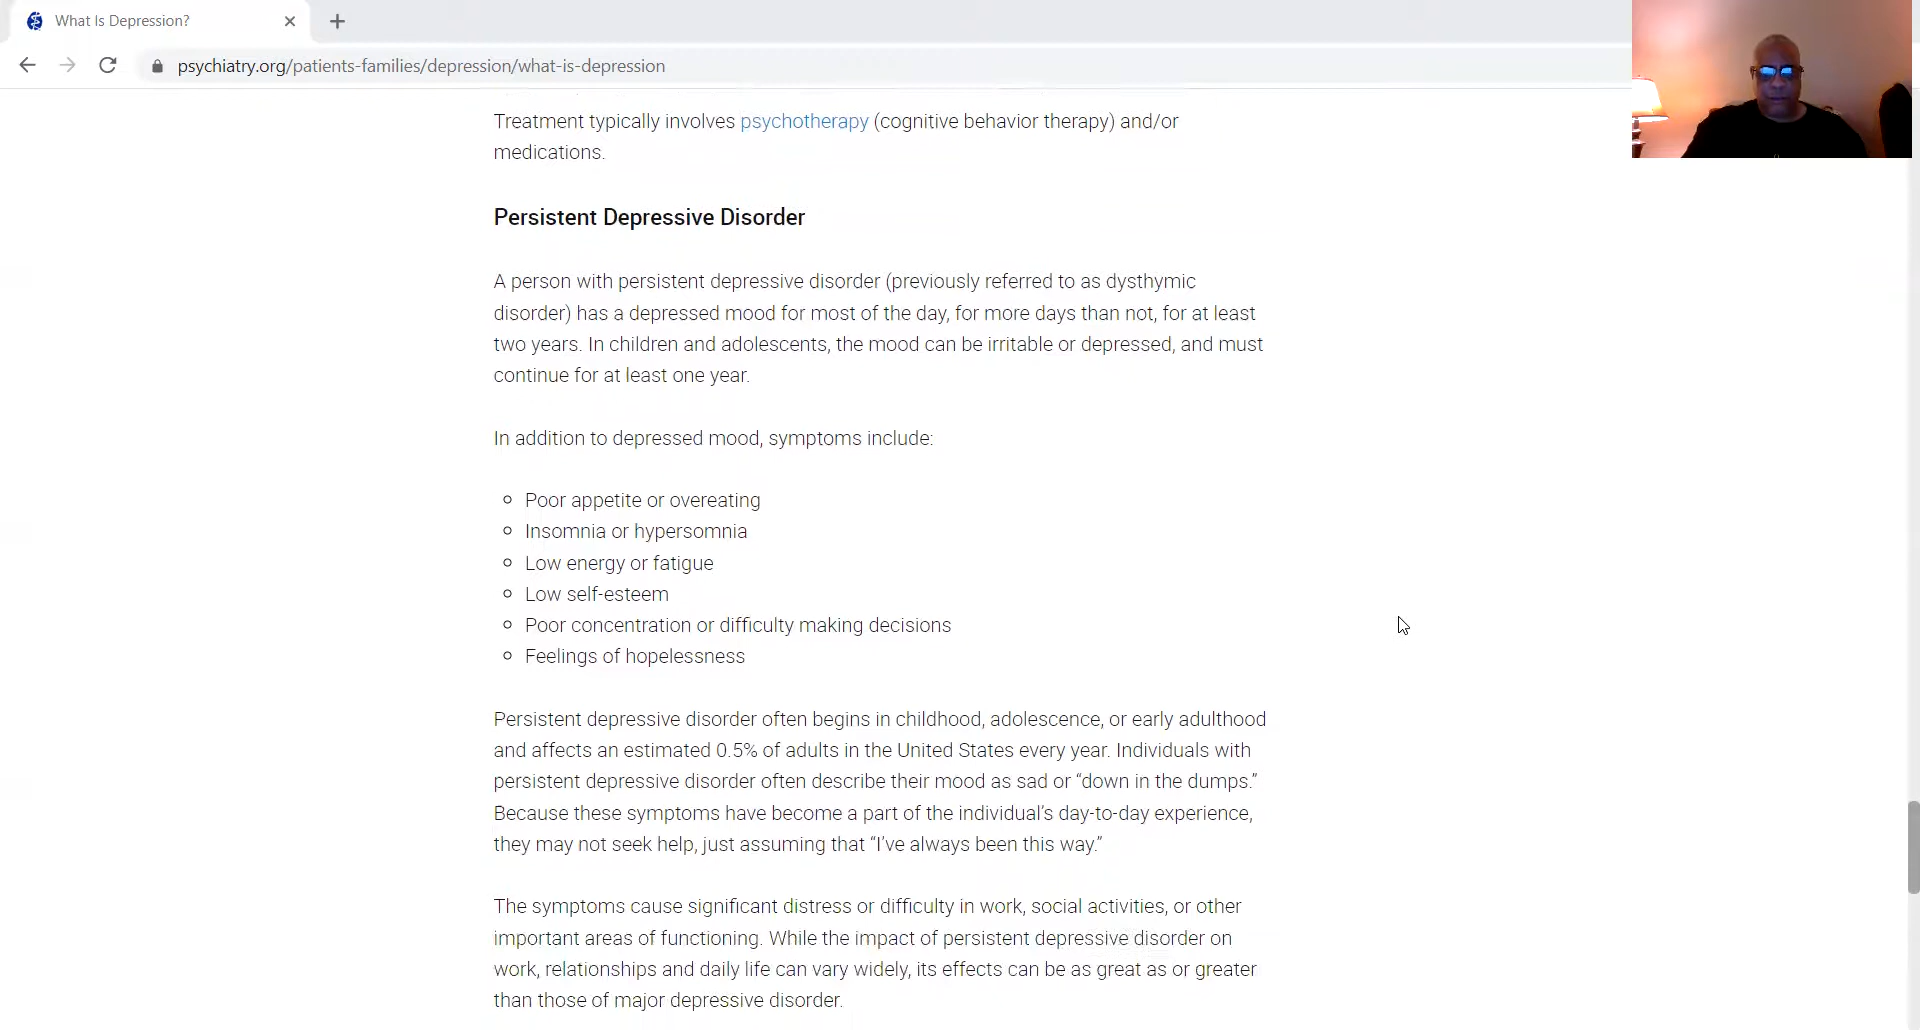 What Is Depression?
psychiatry.org/patients-families/depression/what-is-depression
Treatment typically involves psychotherapy (cognitive behavior therapy) and/or
medications.
Persistent Depressive Disorder
A person with persistent depressive disorder (previously referred to as dysthymic
disorder) has a depressed mood for most of the day, for more days than not, for at least
two years. In children and adolescents, the mood can be irritable or depressed, and must
continue for at least one year.
In addition to depressed mood, symptoms include:
Poor appetite or overeating
Insomnia or hypersomnia
Low energy or fatigue
Low self-esteem
Poor concentration or difficulty making decisions
Feelings of hopelessness
Persistent depressive disorder often begins in childhood, adolescence, or early adulthood
and affects an estimated 0.5% of adults in the United States every year. Individuals with
persistent depressive disorder often describe their mood as sad or “down in the dumps.”
Because these symptoms have become a part of the individual’s day-to-day experience,
they may not seek help, just assuming that “I’ve always been this way.”
The symptoms cause significant distress or difficulty in work, social activities, or other
important areas of functioning. While the impact of persistent depressive disorder on
work, relationships and daily life can vary widely, its effects can be as great as or greater
than those of major depressive disorder.